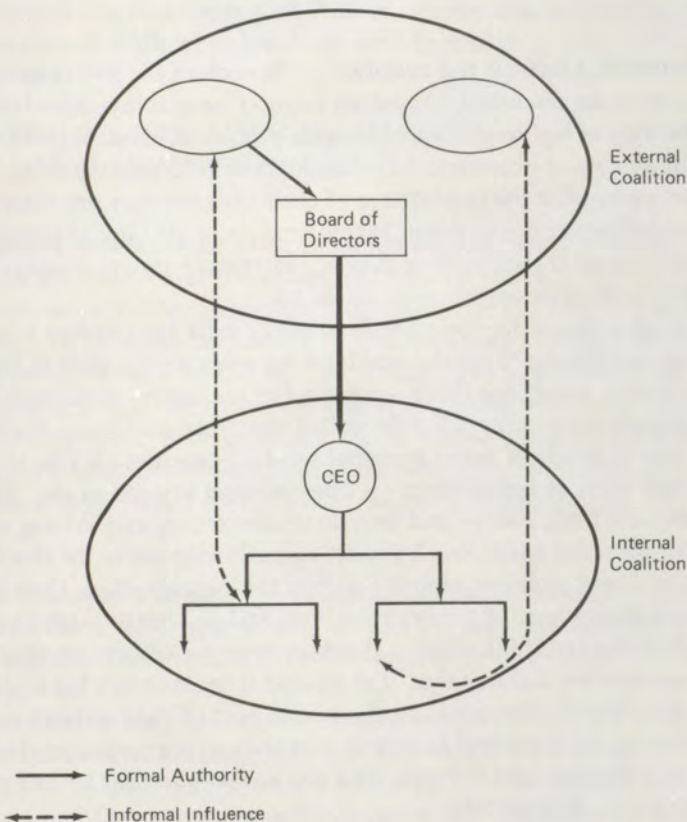 External
Coalition
Board of
Directors
CEO
Internal
Coalition
Formal Authority
Informal Influence